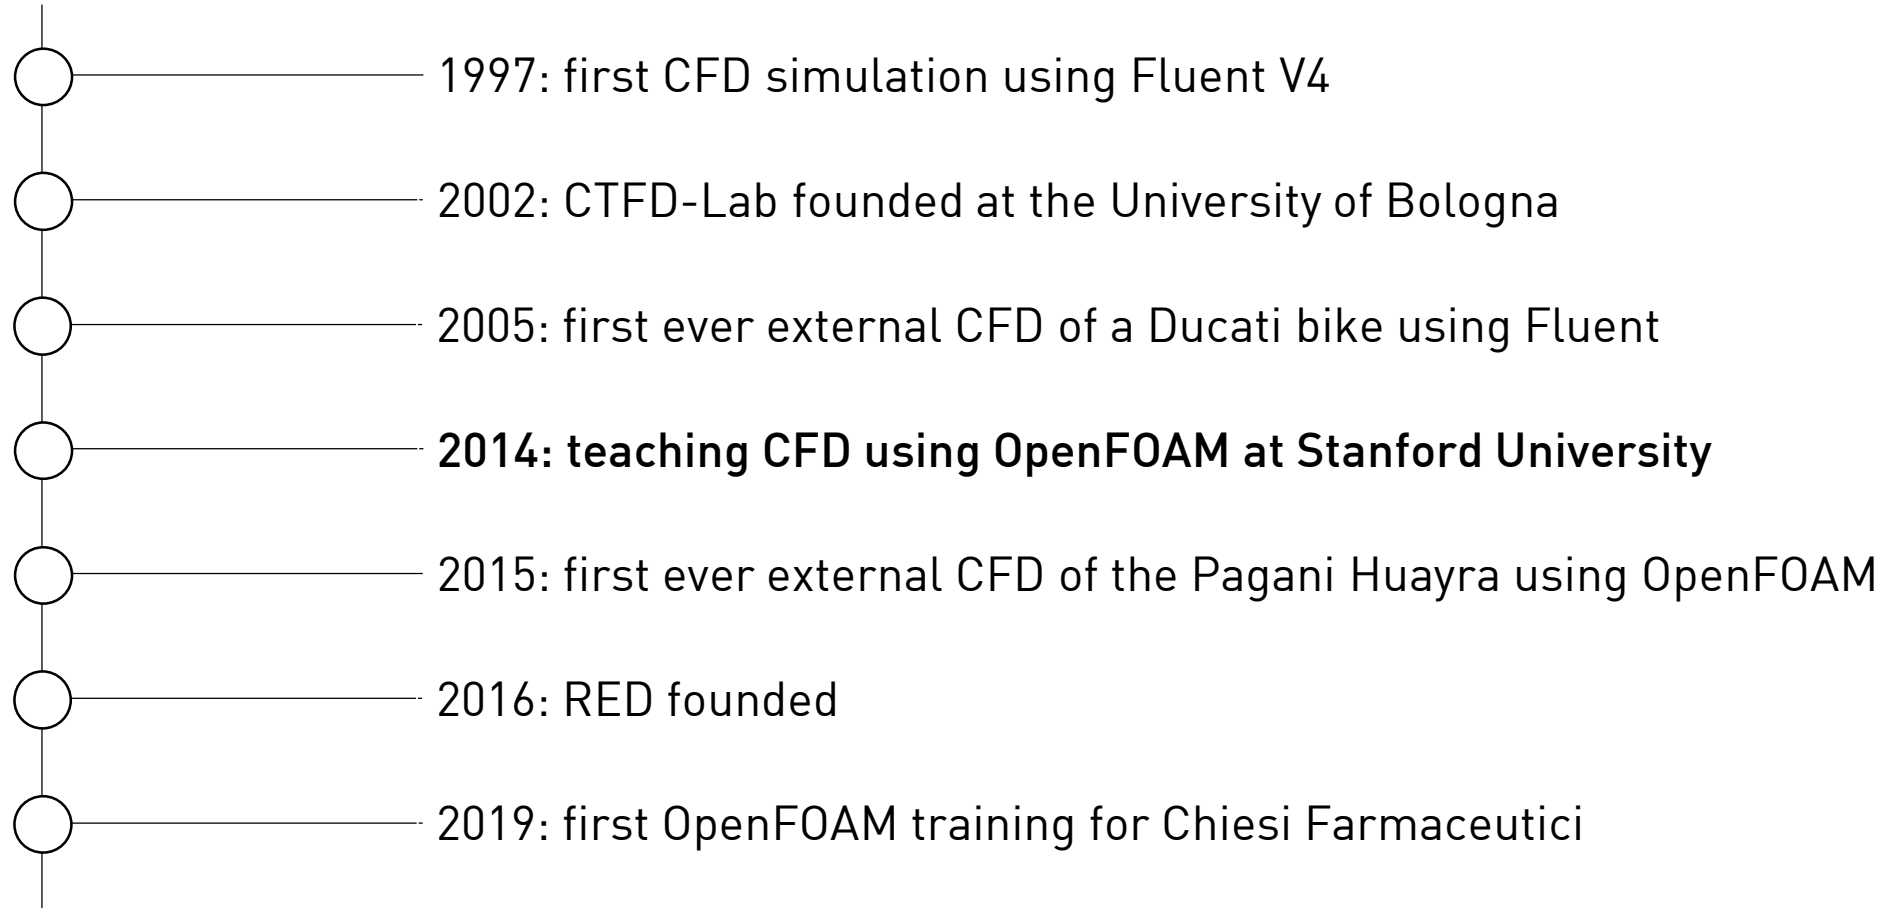 1997: first CFD simulation using Fluent V4
2002: CTFD-Lab founded at the University of Bologna
2005: first ever external CFD of a Ducati bike using Fluent
2014: teaching CFD using OpenFOAM at Stanford University
2015: first ever external CFD of the Pagani Huayra using OpenFOAM
2016: RED founded
2019: first OpenFOAM training for Chiesi Farmaceutici